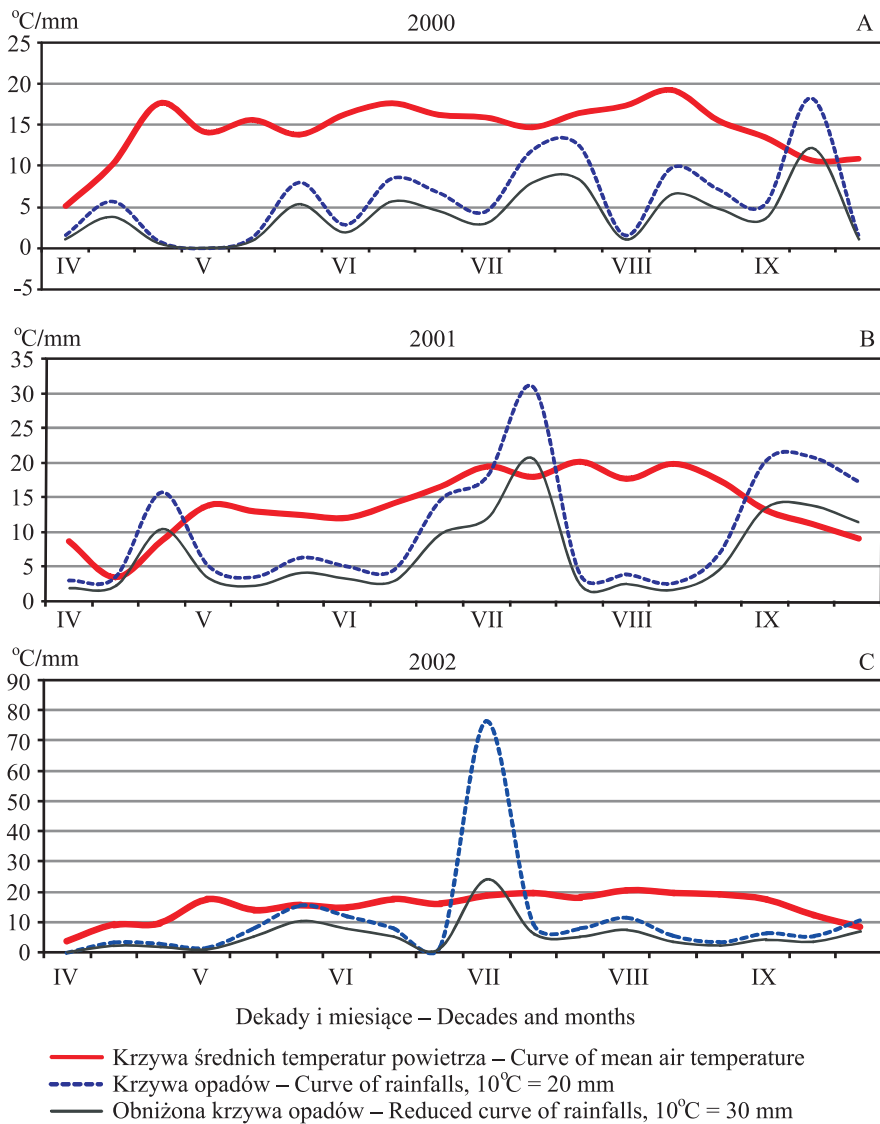 °C/mm 2000 A
25
20
15
10
5
0
-5
IV V VI VII VIII IX
°C/mm 2001 B
35
30
25
20
15
10
5
0
IV V VI VII VIII IX
°C/mm 2002 C
90
80
70
60
50
40
30
20
10
0
IV V VI VII VIII IX
Dekady i miesiące – Decades and months
Krzywa średnich temperatur powietrza – Curve of mean air temperature
Krzywa opadów – Curve of rainfalls, 10°C = 20 mm
Obniżona krzywa opadów – Reduced curve of rainfalls, 10°C = 30 mm